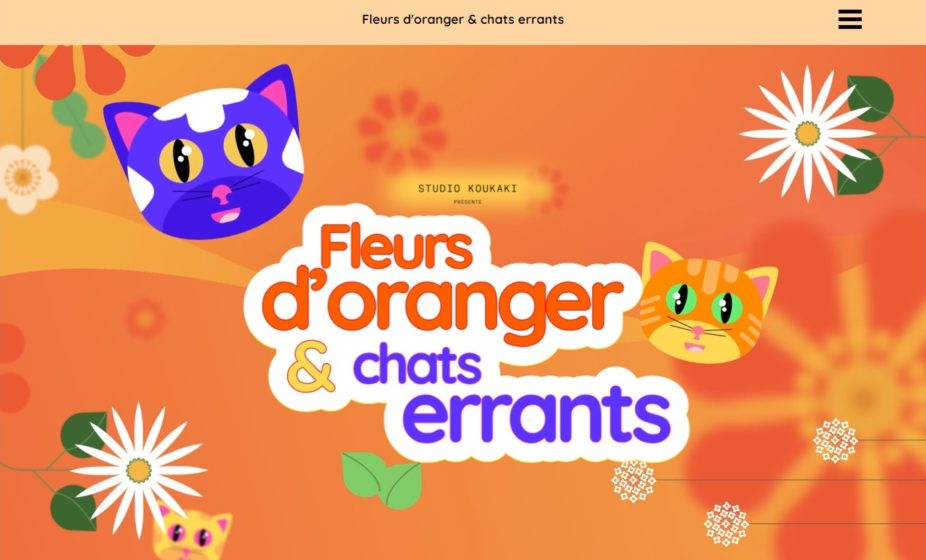 Fleurs d'oranger & chats errants
STUDIO KOUKAKI
PRÉSENTE
Fleurs
d'oranger
& chats
errants